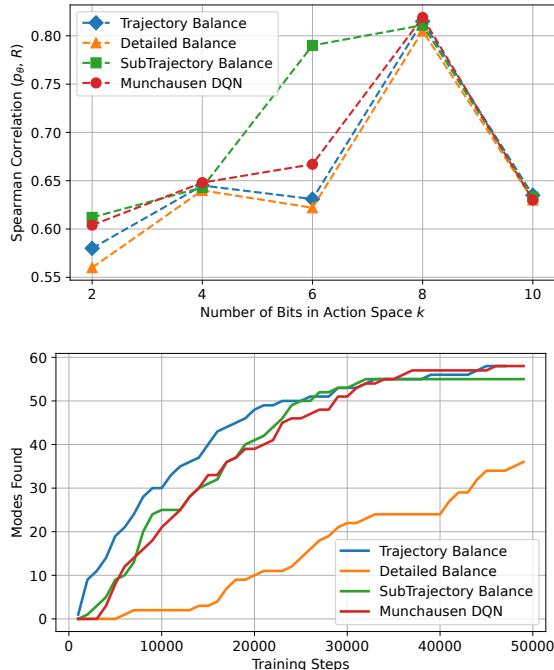 0.80
0.75
0.70
0.65
0.60
0.55
Spearman Correlation (pθ, R)
Trajectory Balance
Detailed Balance
SubTrajectory Balance
Munchausen DQN
2 4 6 8 10
Number of Bits in Action Space k
60
50
40
30
20
10
0
Modes Found
Trajectory Balance
Detailed Balance
SubTrajectory Balance
Munchausen DQN
0 10000 20000 30000 40000 50000
Training Steps